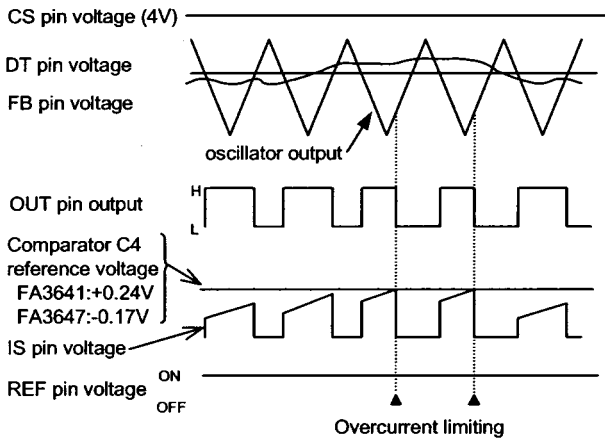 CS pin voltage (4V)
DT pin voltage
FB pin voltage
oscillator output
OUT pin output
H
L
Comparator C4
reference voltage
FA3641:+0.24V
FA3647:-0.17V
IS pin voltage
REF pin voltage
ON
OFF
Overcurrent limiting